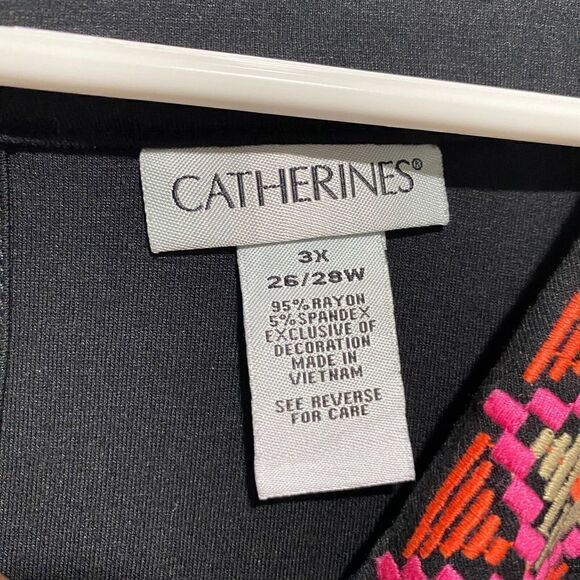 CATHERINES®
3X
26/28W
95% RAYON
5% SPANDEX
EXCLUSIVE OF
DECORATION
MADE IN
VIETNAM
SEE REVERSE
FOR CARE